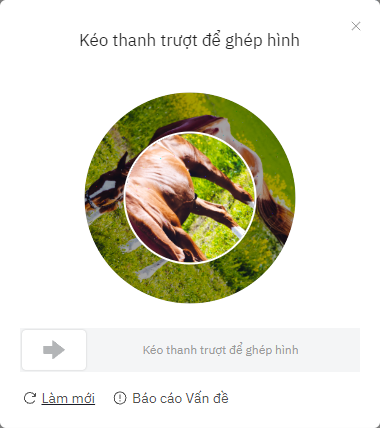 Kéo thanh trượt để ghép hình
Kéo thanh trượt để ghép hình
Làm mới
Báo cáo Vấn đề